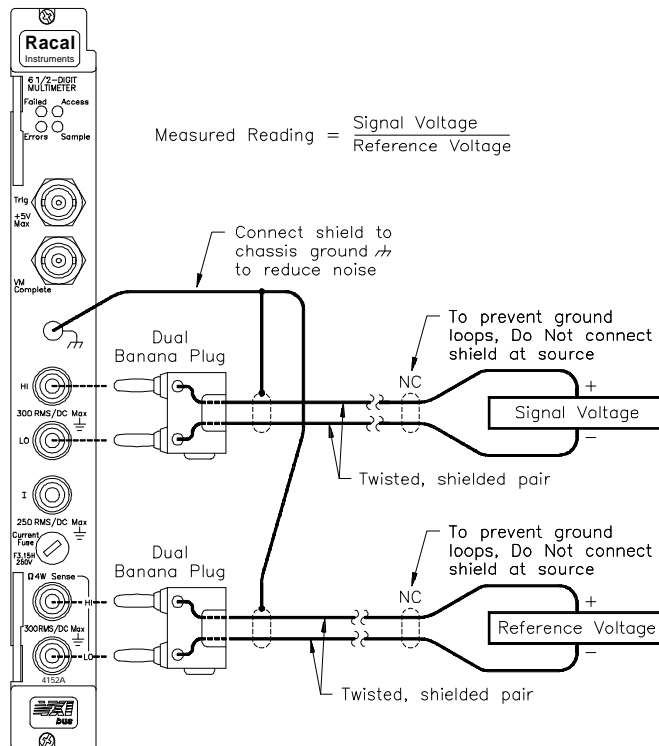 Racal
Instruments
6 1/2-DIGIT
MULTIMETER
Failed Access
Errors Sample
Measured Reading = Signal Voltage
Reference Voltage
Trig
+5V
Max
VM
Complete
Connect shield to
chassis ground
to reduce noise
To prevent ground
loops, Do Not connect
shield at source
Dual
Banana Plug
NC
HI
300 RMS/DC Max
LO
+
Signal Voltage
−
Twisted, shielded pair
I
250 RMS/DC Max
Current
Fuse
F3.15H
250V
To prevent ground
loops, Do Not connect
shield at source
Dual
Banana Plug
NC
Ω4W Sense
HI
300RMS/DC Max
LO
+
Reference Voltage
−
Twisted, shielded pair
4152A
VXI
bus